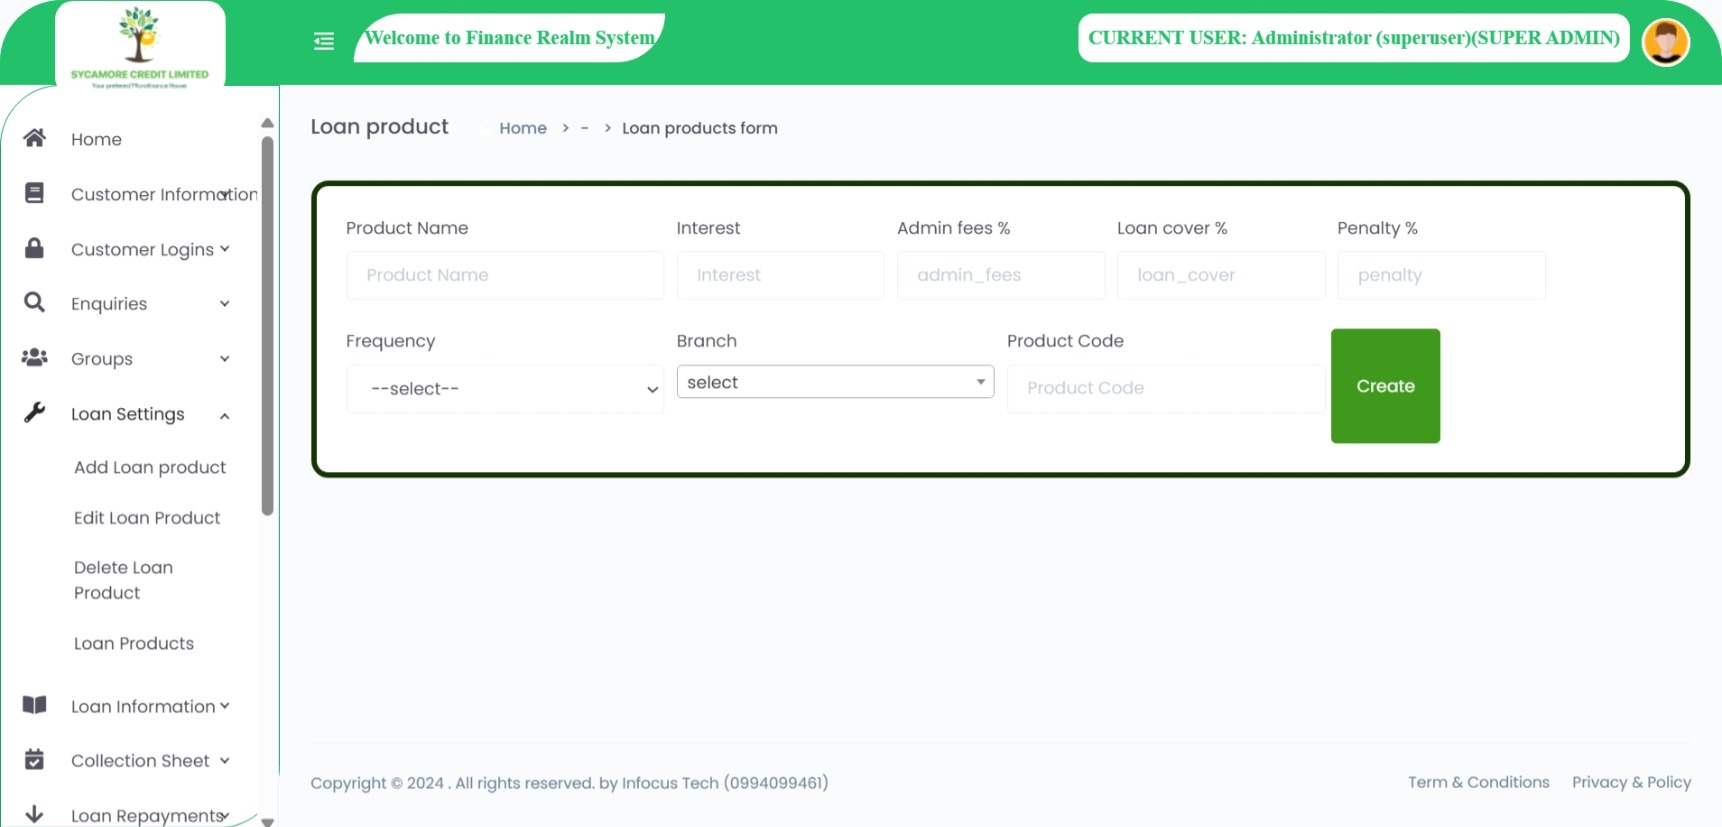 SYCAMORE CREDIT LIMITED
Your preferred Microfinance House
Welcome to Finance Realm System
CURRENT USER: Administrator (superuser)(SUPER ADMIN)
Home
Customer Information
Customer Logins
Enquiries
Groups
Loan Settings
Add Loan product
Edit Loan Product
Delete Loan
Product
Loan Products
Loan Information
Collection Sheet
Loan Repayments
Loan product
Home > - > Loan products form
Product Name Interest Admin fees % Loan cover % Penalty %
Product Name Interest admin_fees loan_cover penalty
Frequency Branch Product Code
--select-- select Product Code Create
Copyright © 2024 . All rights reserved. by Infocus Tech (0994099461)
Term & Conditions Privacy & Policy